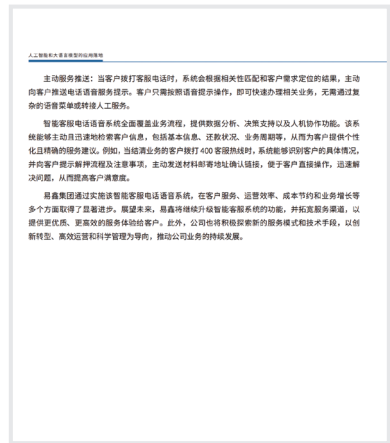 人工智能和大语言模型的应用落地
主动服务推送：当客户拨打客服电话时，系统会根据相关性匹配和客户需求定位的结果，主动
向客户推送电话语音服务提示。客户只需按照语音提示操作，即可快速办理相关业务，无需通过复
杂的语音菜单或转接人工服务。
智能客服电话语音系统全面覆盖业务流程，提供数据分析、决策支持以及人机协作功能。该系
统能够主动且迅速地检索客户信息，包括基本信息、还款状况、业务周期等，从而为客户提供个性
化且精确的服务建议。例如，当结清业务的客户拨打 400 客服热线时，系统能够识别客户的具体情况，
并向客户提示解押流程及注意事项，主动发送材料邮寄地址确认链接，便于客户直接操作，迅速解
决问题，从而提高客户满意度。
易鑫集团通过实施该智能客服电话语音系统，在客户服务、运营效率、成本节约和业务增长等
多个方面取得了显著进步。展望未来，易鑫将继续升级智能客服系统的功能，并拓宽服务渠道，以
提供更优质、更高效的服务体验给客户。此外，公司也将积极探索新的服务模式和技术手段，以创
新转型、高效运营和科学管理为导向，推动公司业务的持续发展。